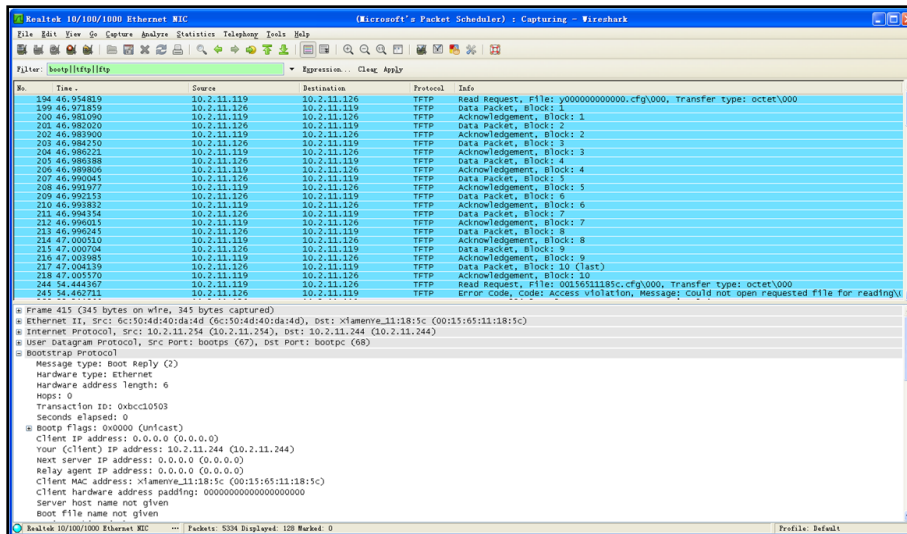 Realtek 10/100/1000 Ethernet NIC (Microsoft's Packet Scheduler) : Capturing - Wireshark
File Edit View Go Capture Analyze Statistics Telephony Tools Help
Filter: bootp||tftp||ftp Expression... Clear Apply
No. Time Source Destination Protocol Info
194 46.954819 10.2.11.119 10.2.11.126 TFTP Read Request, File: y000000000000.cfg\000, Transfer type: octet\000
199 46.971859 10.2.11.126 10.2.11.119 TFTP Data Packet, Block: 1
200 46.981090 10.2.11.119 10.2.11.126 TFTP Acknowledgement, Block: 1
201 46.982020 10.2.11.126 10.2.11.119 TFTP Data Packet, Block: 2
202 46.983900 10.2.11.119 10.2.11.126 TFTP Acknowledgement, Block: 2
203 46.984250 10.2.11.126 10.2.11.119 TFTP Data Packet, Block: 3
204 46.986221 10.2.11.119 10.2.11.126 TFTP Acknowledgement, Block: 3
205 46.986388 10.2.11.126 10.2.11.119 TFTP Data Packet, Block: 4
206 46.989806 10.2.11.119 10.2.11.126 TFTP Acknowledgement, Block: 4
207 46.990045 10.2.11.126 10.2.11.119 TFTP Data Packet, Block: 5
208 46.991977 10.2.11.119 10.2.11.126 TFTP Acknowledgement, Block: 5
209 46.992153 10.2.11.126 10.2.11.119 TFTP Data Packet, Block: 6
210 46.993832 10.2.11.119 10.2.11.126 TFTP Acknowledgement, Block: 6
211 46.994354 10.2.11.126 10.2.11.119 TFTP Data Packet, Block: 7
212 46.996015 10.2.11.119 10.2.11.126 TFTP Acknowledgement, Block: 7
213 46.996245 10.2.11.126 10.2.11.119 TFTP Data Packet, Block: 8
214 47.000510 10.2.11.119 10.2.11.126 TFTP Acknowledgement, Block: 8
215 47.000704 10.2.11.126 10.2.11.119 TFTP Data Packet, Block: 9
216 47.003985 10.2.11.119 10.2.11.126 TFTP Acknowledgement, Block: 9
217 47.004139 10.2.11.126 10.2.11.119 TFTP Data Packet, Block: 10 (last)
218 47.005570 10.2.11.119 10.2.11.126 TFTP Acknowledgement, Block: 10
244 54.444367 10.2.11.119 10.2.11.126 TFTP Read Request, File: 00156511185c.cfg\000, Transfer type: octet\000
245 54.462711 10.2.11.126 10.2.11.119 TFTP Error Code, Code: Access violation, Message: Could not open requested file for reading\
Frame 415 (345 bytes on wire, 345 bytes captured)
Ethernet II, Src: 6c:50:4d:40:da:4d (6c:50:4d:40:da:4d), Dst: XiamenYe_11:18:5c (00:15:65:11:18:5c)
Internet Protocol, Src: 10.2.11.254 (10.2.11.254), Dst: 10.2.11.244 (10.2.11.244)
User Datagram Protocol, Src Port: bootps (67), Dst Port: bootpc (68)
Bootstrap Protocol
Message type: Boot Reply (2)
Hardware type: Ethernet
Hardware address length: 6
Hops: 0
Transaction ID: 0xbcc10503
Seconds elapsed: 0
Bootp flags: 0x0000 (Unicast)
Client IP address: 0.0.0.0 (0.0.0.0)
Your (client) IP address: 10.2.11.244 (10.2.11.244)
Next server IP address: 0.0.0.0 (0.0.0.0)
Relay agent IP address: 0.0.0.0 (0.0.0.0)
Client MAC address: XiamenYe_11:18:5c (00:15:65:11:18:5c)
Client hardware address padding: 00000000000000000000
Server host name not given
Boot file name not given
Realtek 10/100/1000 Ethernet NIC ... Packets: 5334 Displayed: 128 Marked: 0 Profile: Default